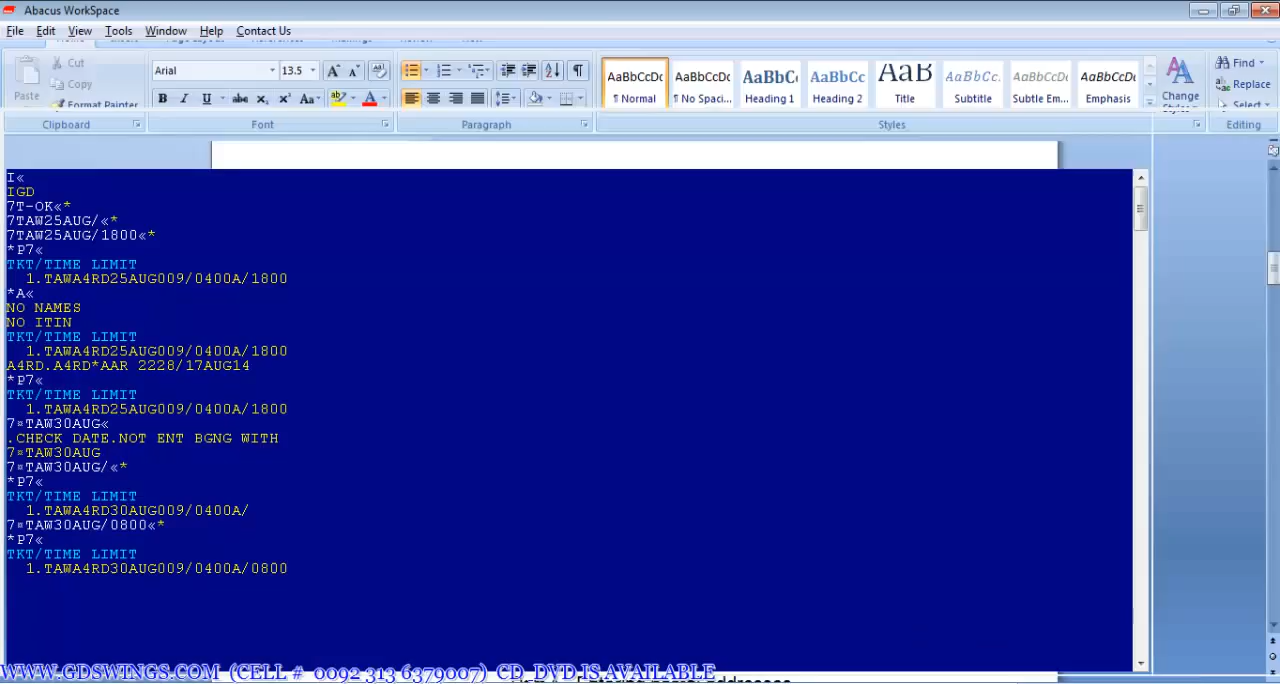 Abacus WorkSpace
File Edit View Tools Window Help Contact Us
Cut
Copy
Paste
Format Painter
Arial 13.5
B I U abc X₂ X² Aa
AaBbCcDc AaBbCcDc AaBbC AaBbCc AaB AaBbCc. AaBbCcDc AaBbCcDc
¶ Normal ¶ No Spaci... Heading 1 Heading 2 Title Subtitle Subtle Em... Emphasis
Change
Styles
Find
Replace
Select
Clipboard Font Paragraph Styles Editing
I«
IGD
7T-OK«*
7TAW25AUG/«*
7TAW25AUG/1800«*
*P7«
TKT/TIME LIMIT
1.TAWA4RD25AUG009/0400A/1800
*A«
NO NAMES
NO ITIN
TKT/TIME LIMIT
1.TAWA4RD25AUG009/0400A/1800
A4RD.A4RD*AAR 2228/17AUG14
*P7«
TKT/TIME LIMIT
1.TAWA4RD25AUG009/0400A/1800
7¤TAW30AUG«
.CHECK DATE.NOT ENT BGNG WITH
7¤TAW30AUG
7¤TAW30AUG/«*
*P7«
TKT/TIME LIMIT
1.TAWA4RD30AUG009/0400A/
7¤TAW30AUG/0800«*
*P7«
TKT/TIME LIMIT
1.TAWA4RD30AUG009/0400A/0800
WWW.GDSWINGS.COM (CELL # 0092 313 6379007) CD DVD IS AVAILABLE